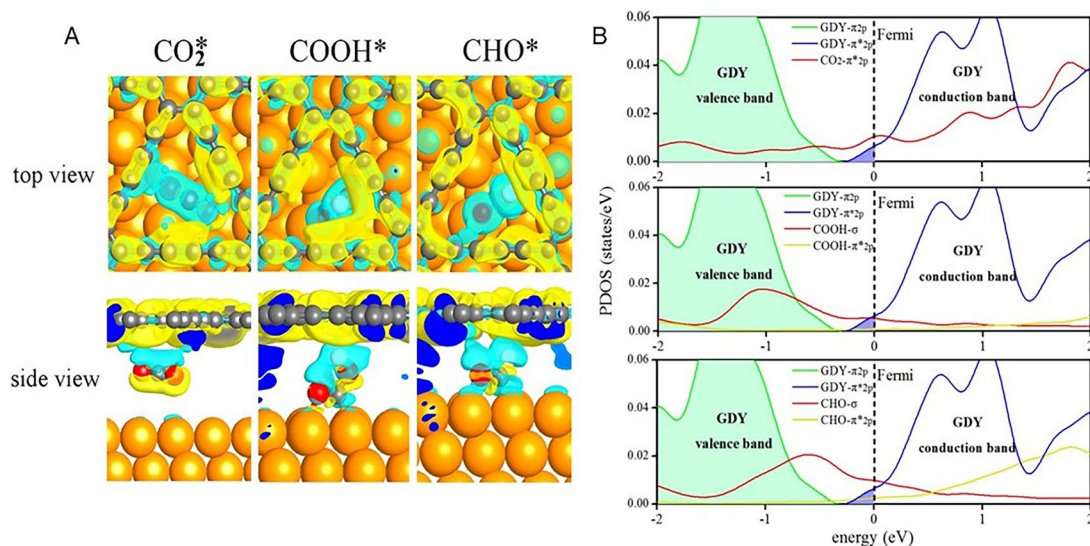 A
CO₂* COOH* CHO*
top view
side view
B
0.06
0.04
0.02
0.00
GDY-π2p
GDY-π*2p
CO₂-π*2p
Fermi
GDY
valence band
GDY
conduction band
PDOS (states/eV)
0.06
0.04
0.02
0.00
GDY-π2p
GDY-π*2p
COOH-σ
COOH-π*2p
Fermi
GDY
valence band
GDY
conduction band
0.06
0.04
0.02
0.00
GDY-π2p
GDY-π*2p
CHO-σ
CHO-π*2p
Fermi
GDY
valence band
GDY
conduction band
-2 -1 0 1 2
energy (eV)